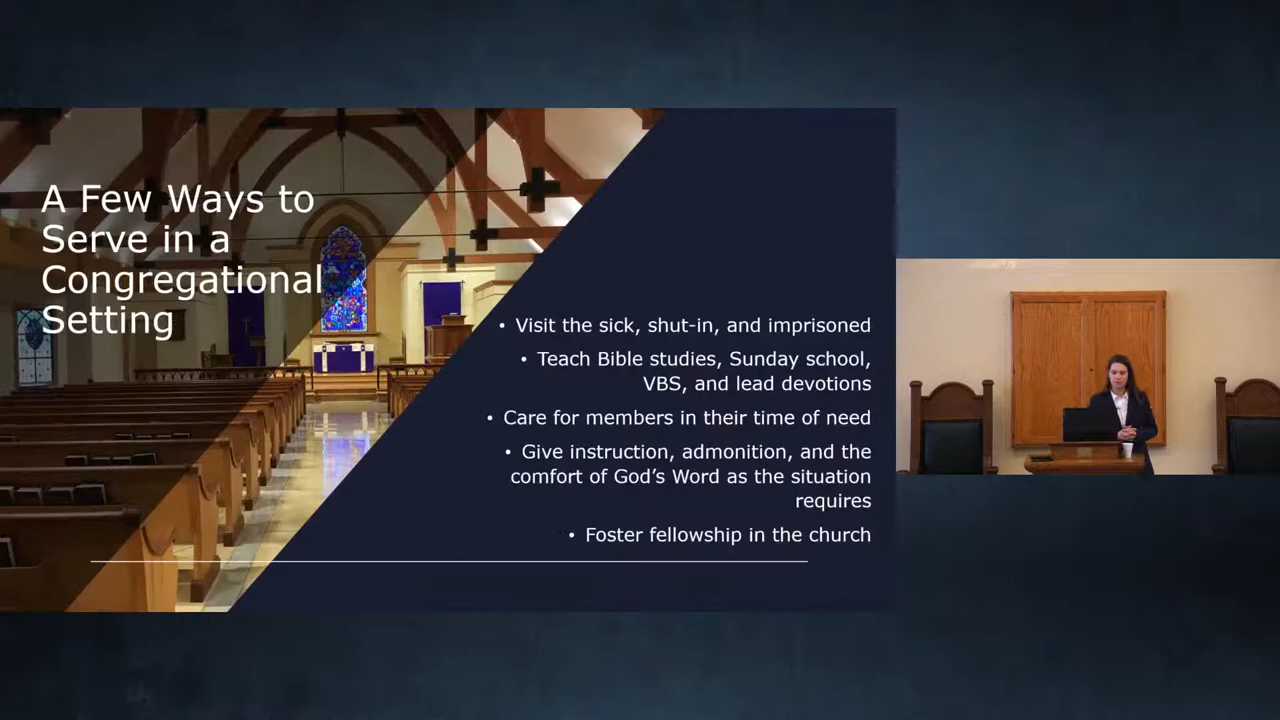 A Few Ways to
Serve in a
Congregational
Setting
• Visit the sick, shut-in, and imprisoned
• Teach Bible studies, Sunday school,
VBS, and lead devotions
• Care for members in their time of need
• Give instruction, admonition, and the
comfort of God’s Word as the situation
requires
• Foster fellowship in the church